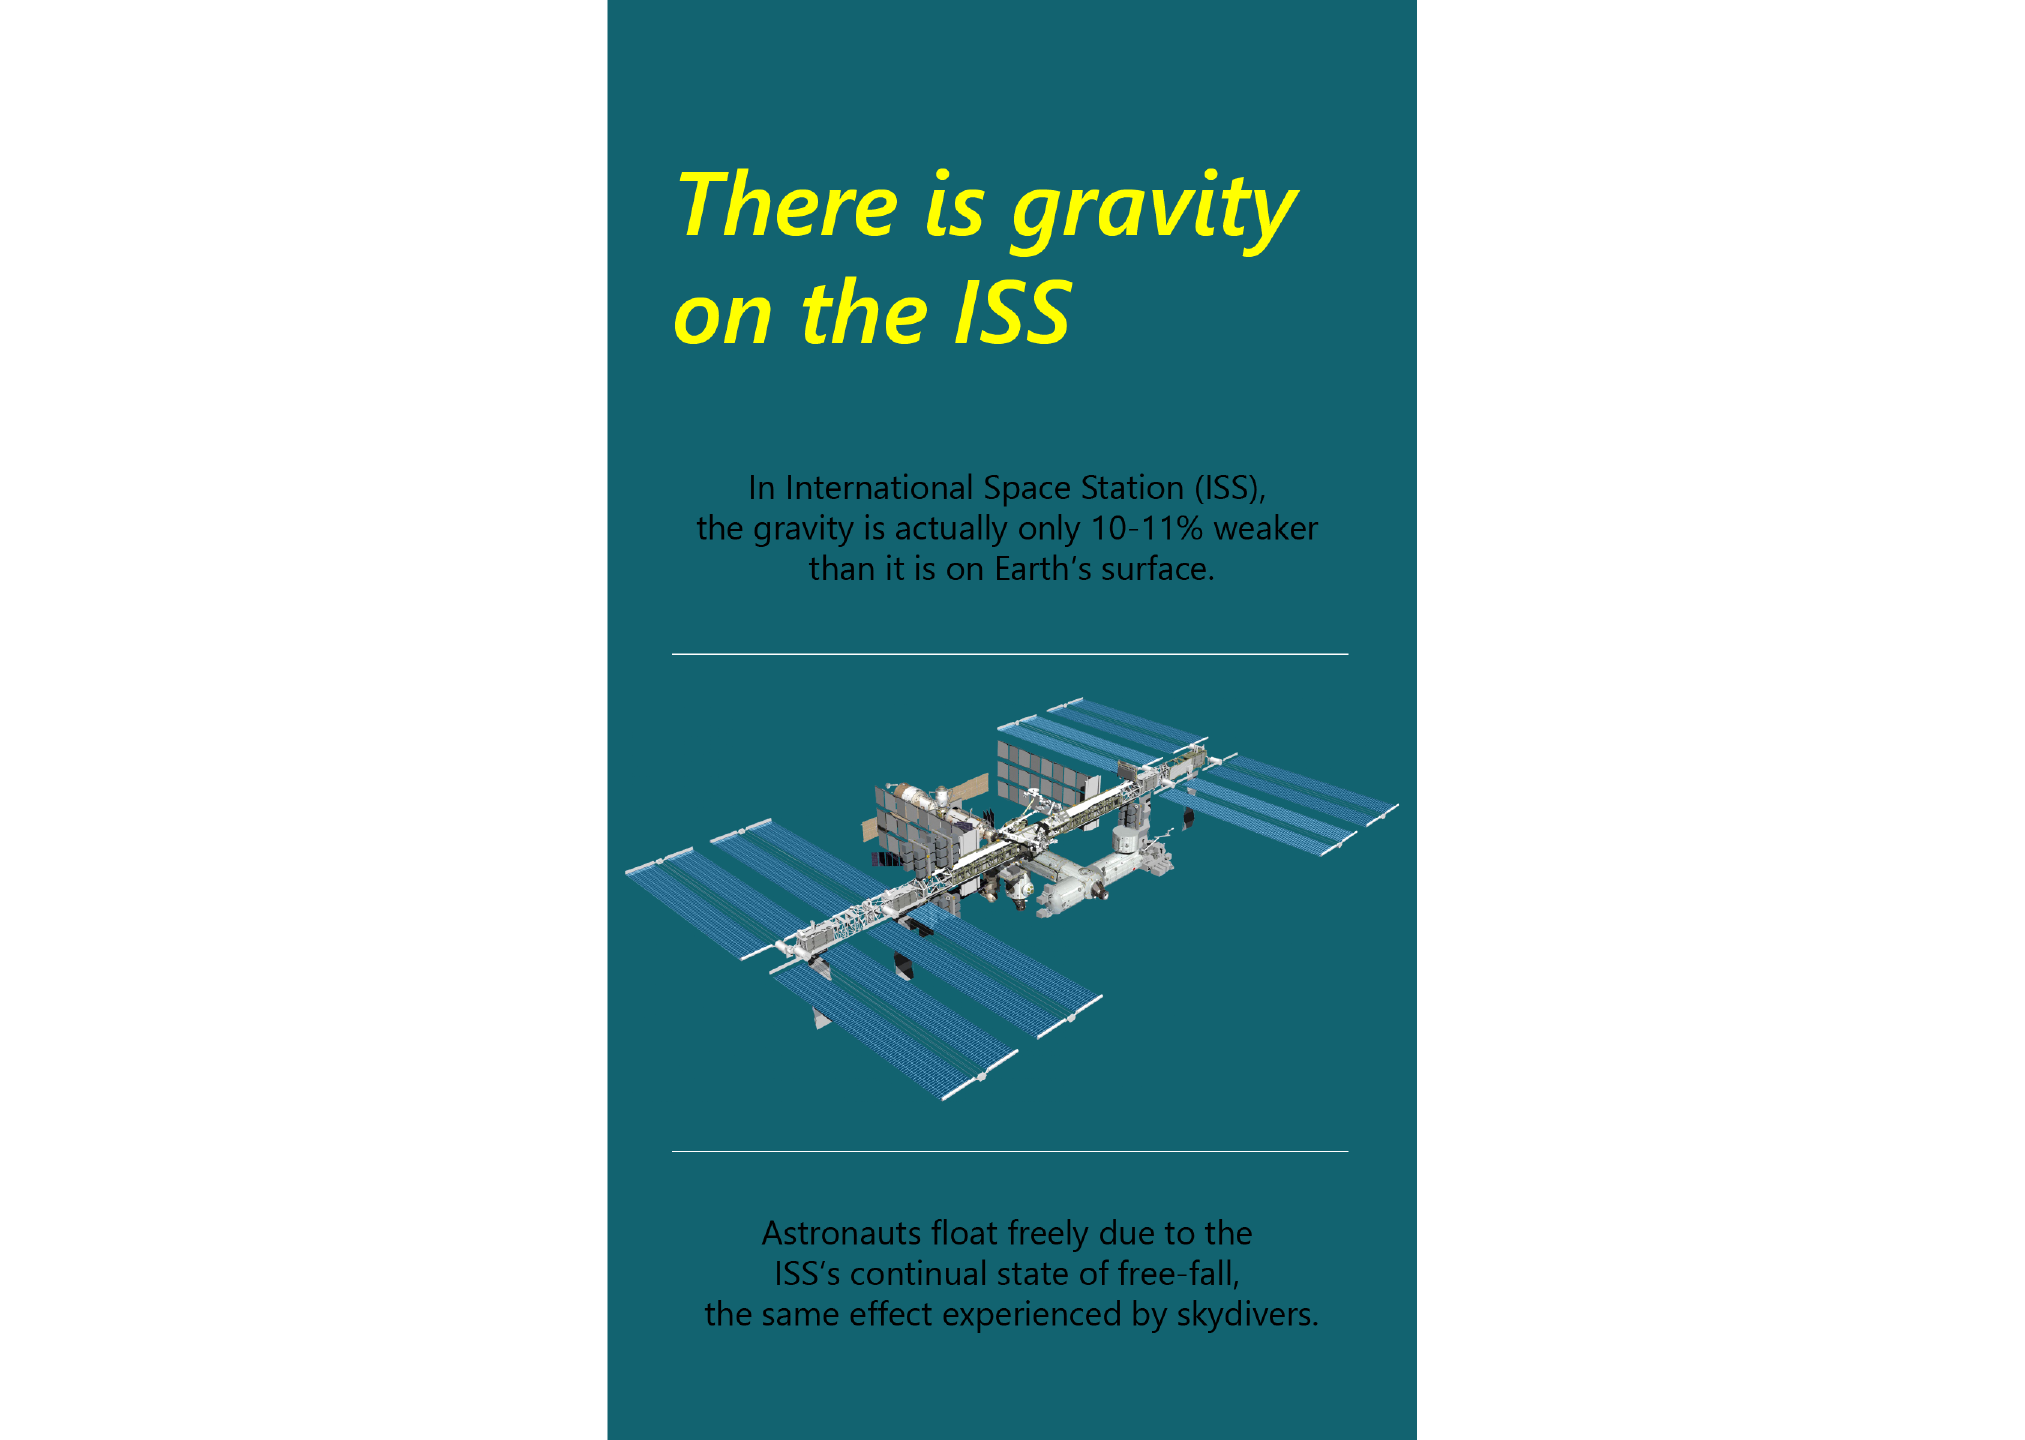 There is gravity
on the ISS
In International Space Station (ISS),
the gravity is actually only 10-11% weaker
than it is on Earth’s surface.
Astronauts float freely due to the
ISS’s continual state of free-fall,
the same effect experienced by skydivers.